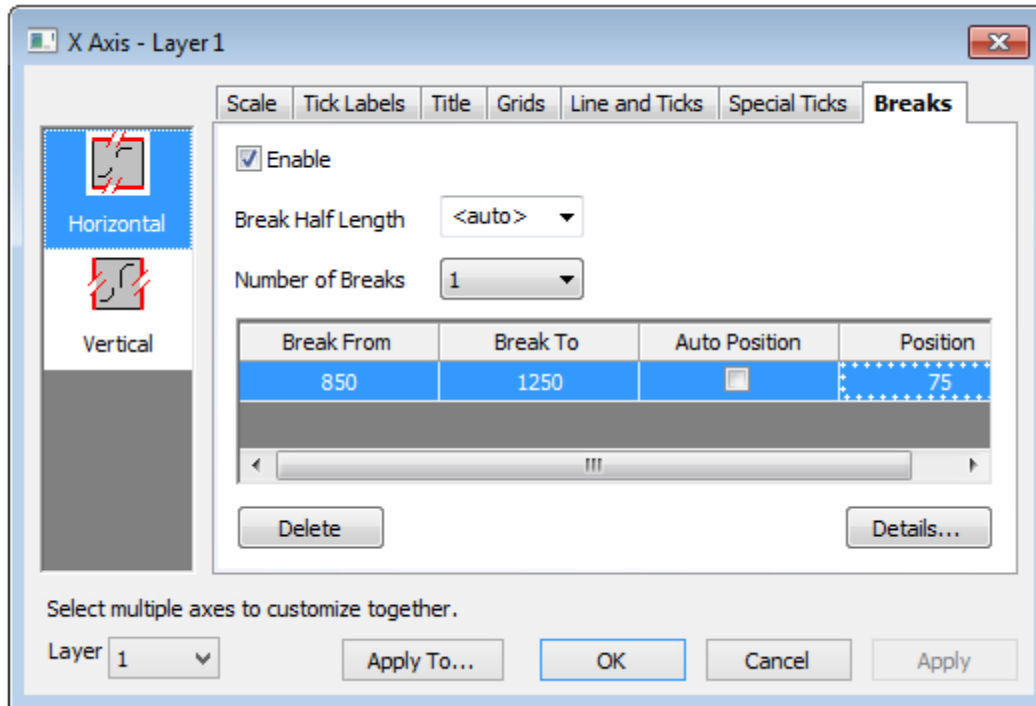 X Axis - Layer 1
Scale Tick Labels Title Grids Line and Ticks Special Ticks Breaks
Horizontal
Vertical
Enable
Break Half Length <auto>
Number of Breaks 1
Break From Break To Auto Position Position
850 1250 75
Delete Details...
Select multiple axes to customize together.
Layer 1 Apply To... OK Cancel Apply